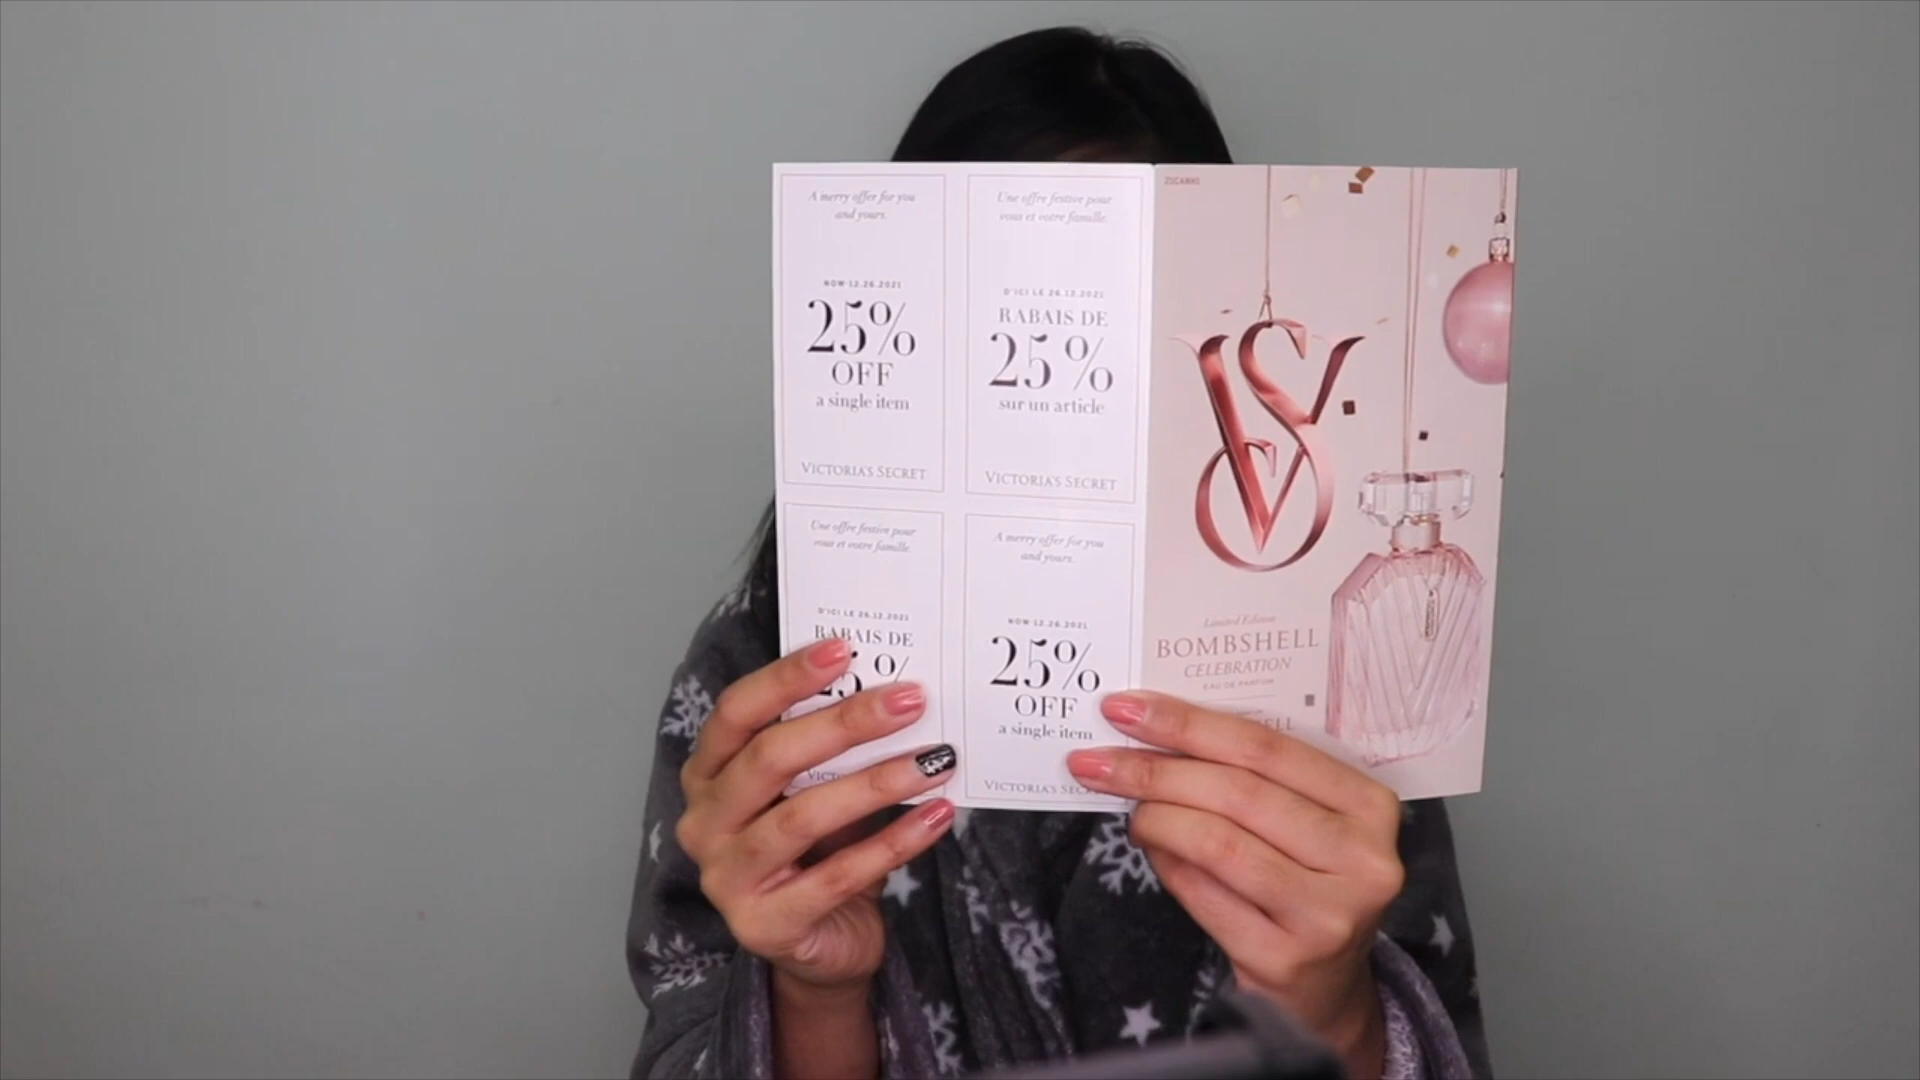 A merry offer for you
and yours.
NOW-12.26.2021
25%
OFF
a single item
VICTORIA'S SECRET
Une offre festive pour
vous et votre famille.
D'ICI LE 26.12.2021
RABAIS DE
25 %
sur un article
VICTORIA'S SECRET
Une offre festive pour
vous et votre famille.
D'ICI LE 26.12.2021
RABAIS DE
25 %
A merry offer for you
and yours.
NOW-12.26.2021
25%
OFF
a single item
VICTORIA'S
VS
Limited Edition
BOMBSHELL
CELEBRATION
EAU DE PARFUM